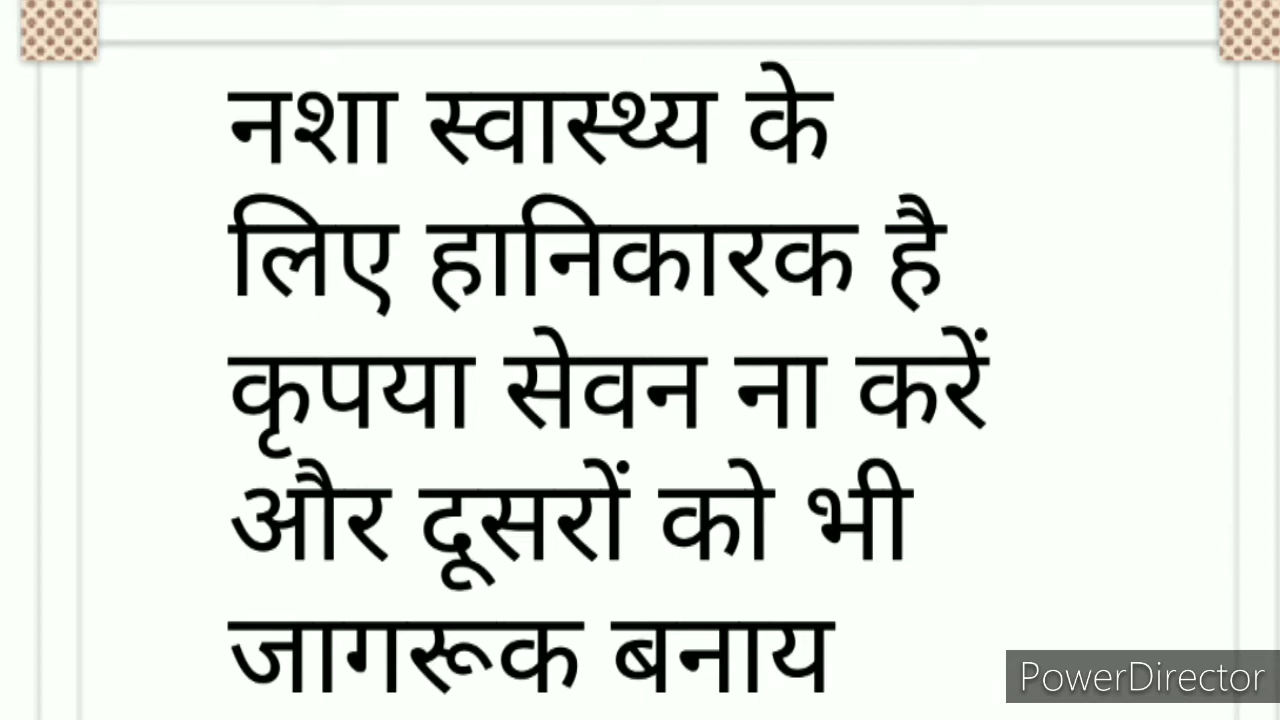 नशा स्वास्थ्य के
लिए हानिकारक है
कृपया सेवन ना करें
और दूसरों को भी
जागरूक बनाय
PowerDirector